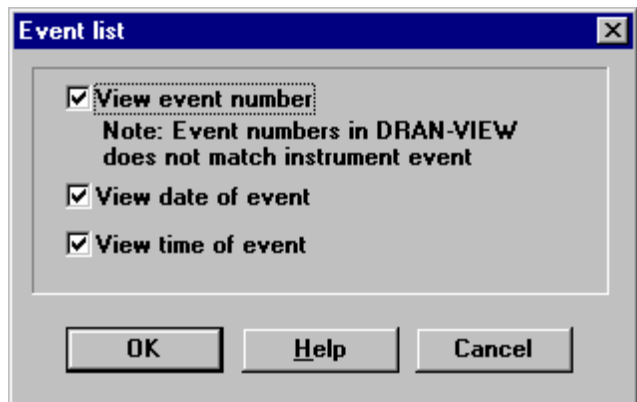 Event list
View event number
Note: Event numbers in DRAN-VIEW
does not match instrument event
View date of event
View time of event
OK
Help
Cancel